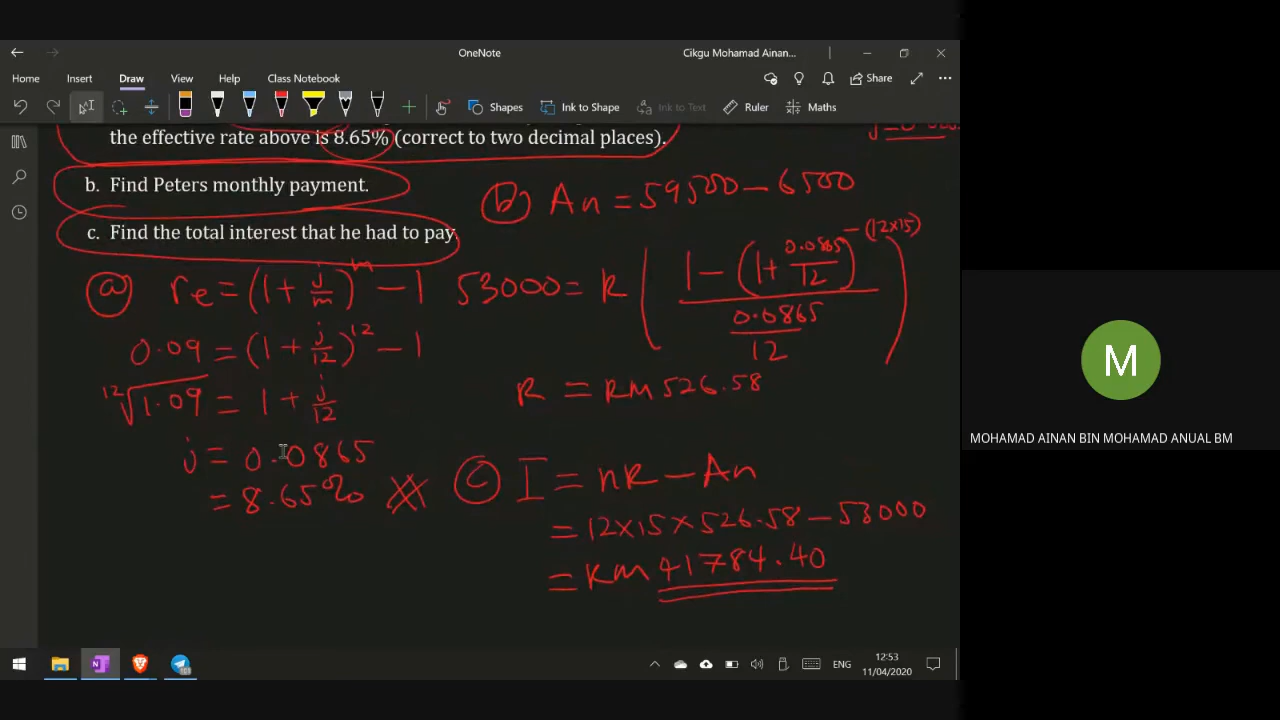 OneNote
Cikgu Mohamad Ainan...
Home Insert Draw View Help Class Notebook
Share
Shapes Ink to Shape Ink to Text Ruler Maths
the effective rate above is 8.65% (correct to two decimal places).
b. Find Peters monthly payment.
c. Find the total interest that he had to pay
(a) re = (1 + j/m)^m - 1
0.09 = (1 + j/12)^12 - 1
12√1.09 = 1 + j/12
j = 0.0865
= 8.65%
(b) An = 59500 - 6500
53000 = R ( (1 - (1 + 0.0865/12)^-(12×15)) / (0.0865/12) )
R = RM 526.58
(c) I = nR - An
= 12×15×526.58 - 53000
= RM 41784.40
M
MOHAMAD AINAN BIN MOHAMAD ANUAL BM
ENG
12:53
11/04/2020